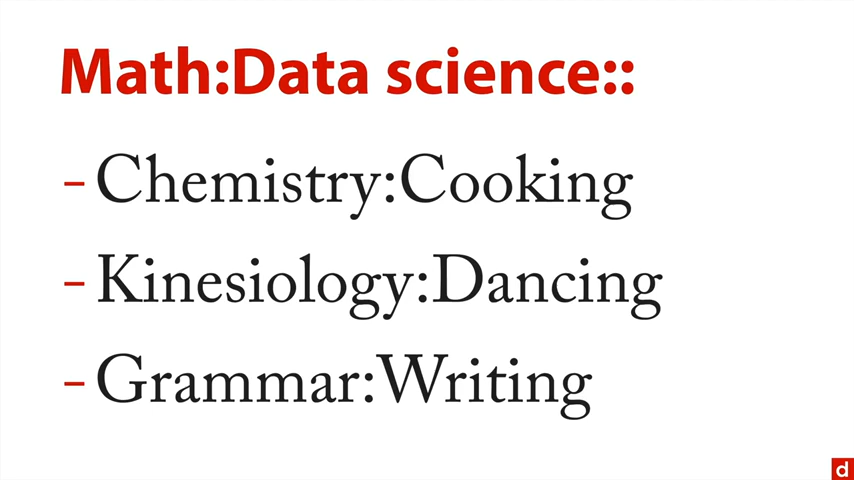 Math:Data science::
- Chemistry:Cooking
- Kinesiology:Dancing
- Grammar:Writing
d